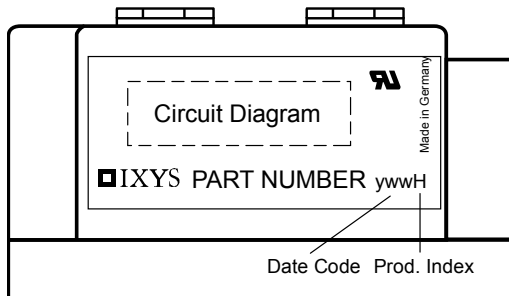 Circuit Diagram
Made in Germany
IXYS PART NUMBER ywwH
Date Code Prod. Index